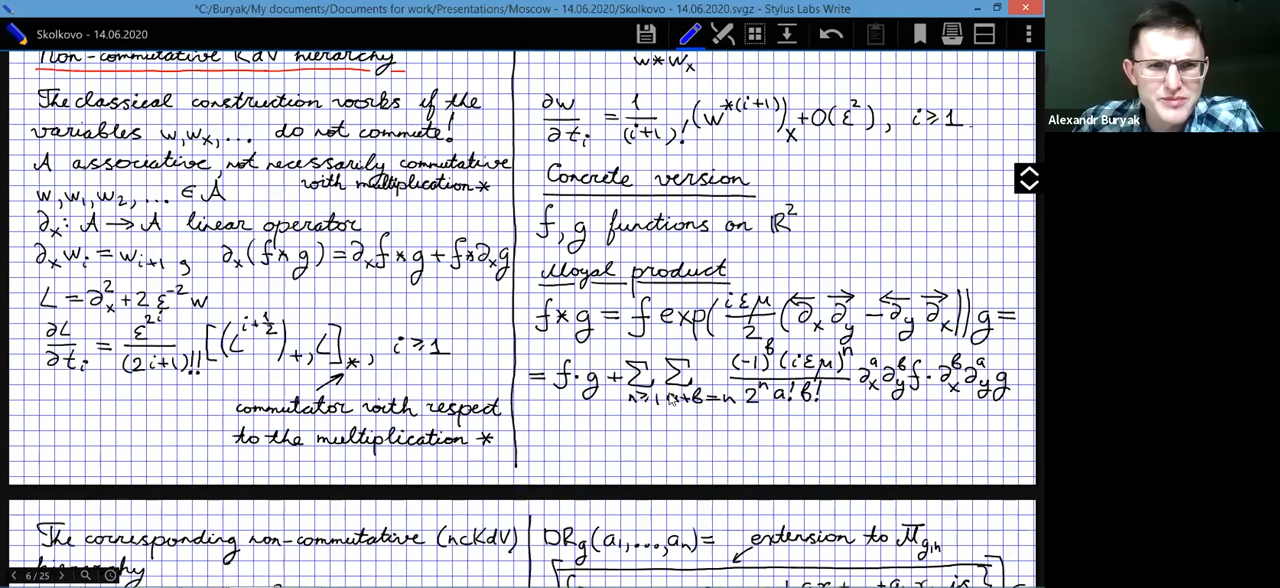 *C:/Buryak/My documents/Documents for work/Presentations/Moscow - 14.06.2020/Skolkovo - 14.06.2020.svgz - Stylus Labs Write
Skolkovo - 14.06.2020
Non-commutative KdV hierarchy
The classical construction works if the
variables w, w_x, ... do not commute!
A associative, not necessarily commutative
with multiplication *
w, w_1, w_2, ... ∈ A
∂_x : A → A linear operator
∂_x w_i = w_{i+1}, ∂_x(f*g) = ∂_x f * g + f * ∂_x g
L = ∂_x^2 + 2 ε^{-2} w
∂L/∂t_i = ε^{2i}/(2i+1)!! [(L^{i+1/2})_+, L]_*, i ≥ 1
commutator with respect
to the multiplication *
w * w_x
∂w/∂t_i = 1/(i+1)! (w^{*(i+1)})_x + O(ε^2), i ≥ 1
Concrete version
f, g functions on ℝ^2
Moyal product
f * g = f exp(iεμ/2 (←∂_x →∂_y - ←∂_y →∂_x)) g =
= f · g + Σ_{n≥1} Σ_{a+b=n} (-1)^b (iεμ)^n / 2^n a! b! ∂_x^a ∂_y^b f · ∂_x^b ∂_y^a g
The corresponding non-commutative (ncKdV)
hierarchy
DR_g(a_1, ..., a_n) = extension to M̅_{g,n}
6 / 25
Alexandr Buryak